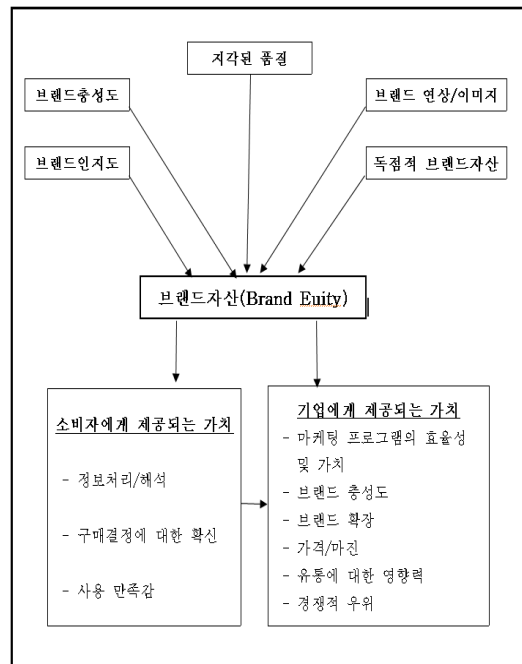 지각된 품질
브랜드충성도
브랜드 연상/이미지
브랜드인지도
독점적 브랜드자산
브랜드자산(Brand Euity)
소비자에게 제공되는 가치
- 정보처리/해석
- 구매결정에 대한 확신
- 사용 만족감
기업에게 제공되는 가치
- 마케팅 프로그램의 효율성
및 가치
- 브랜드 충성도
- 브랜드 확장
- 가격/마진
- 유통에 대한 영향력
- 경쟁적 우위